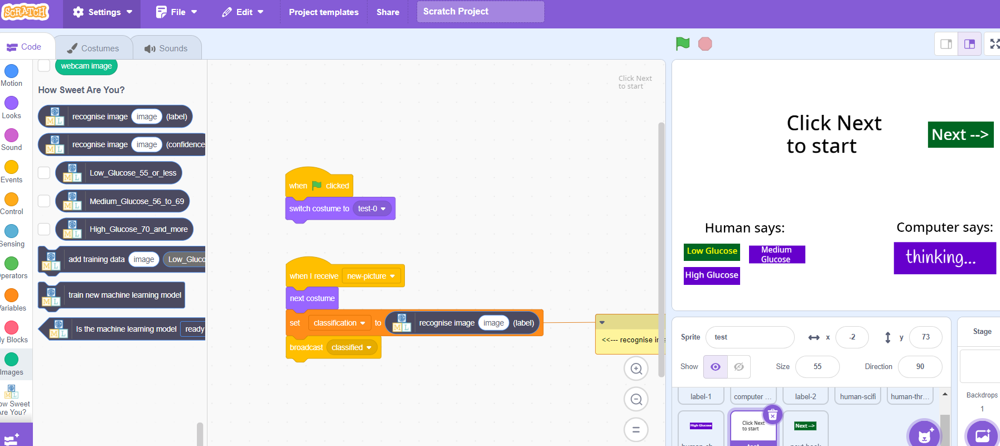 SCRATCH
Settings
File
Edit
Project templates
Share
Scratch Project
Code
Costumes
Sounds
Motion
Looks
Sound
Events
Control
Sensing
Operators
Variables
My Blocks
Images
How Sweet
Are You?
webcam image
How Sweet Are You?
recognise image image (label)
recognise image image (confidence
Low_Glucose_55_or_less
Medium_Glucose_56_to_69
High_Glucose_70_and_more
add training data image Low_Gluco
train new machine learning model
Is the machine learning model ready
Click Next
to start
when clicked
switch costume to test-0
when I receive new-picture
next costume
set classification to recognise image image (label)
broadcast classified
<<--- recognise im
Click Next
to start
Next -->
Human says:
Low Glucose
Medium
Glucose
High Glucose
Computer says:
thinking...
Sprite test x -2 y 73
Show Size 55 Direction 90
label-1
computer ...
label-2
human-scifi
human-thr...
High Glucose
Click Next
to start
Next -->
Stage
Backdrops
1